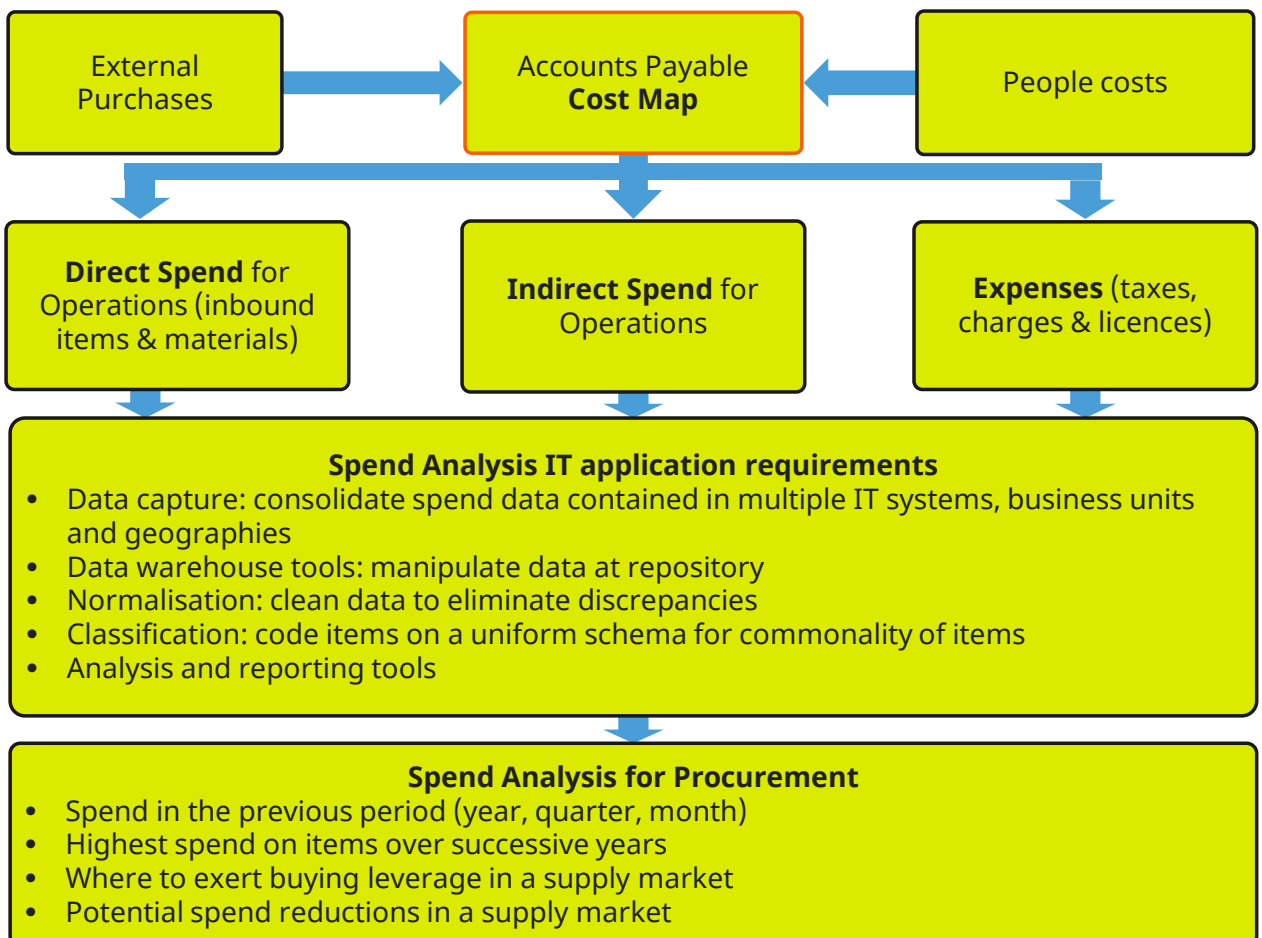 External
Purchases
Accounts Payable
Cost Map
People costs
Direct Spend for
Operations (inbound
items & materials)
Indirect Spend for
Operations
Expenses (taxes,
charges & licences)
Spend Analysis IT application requirements
• Data capture: consolidate spend data contained in multiple IT systems, business units
and geographies
• Data warehouse tools: manipulate data at repository
• Normalisation: clean data to eliminate discrepancies
• Classification: code items on a uniform schema for commonality of items
• Analysis and reporting tools
Spend Analysis for Procurement
• Spend in the previous period (year, quarter, month)
• Highest spend on items over successive years
• Where to exert buying leverage in a supply market
• Potential spend reductions in a supply market